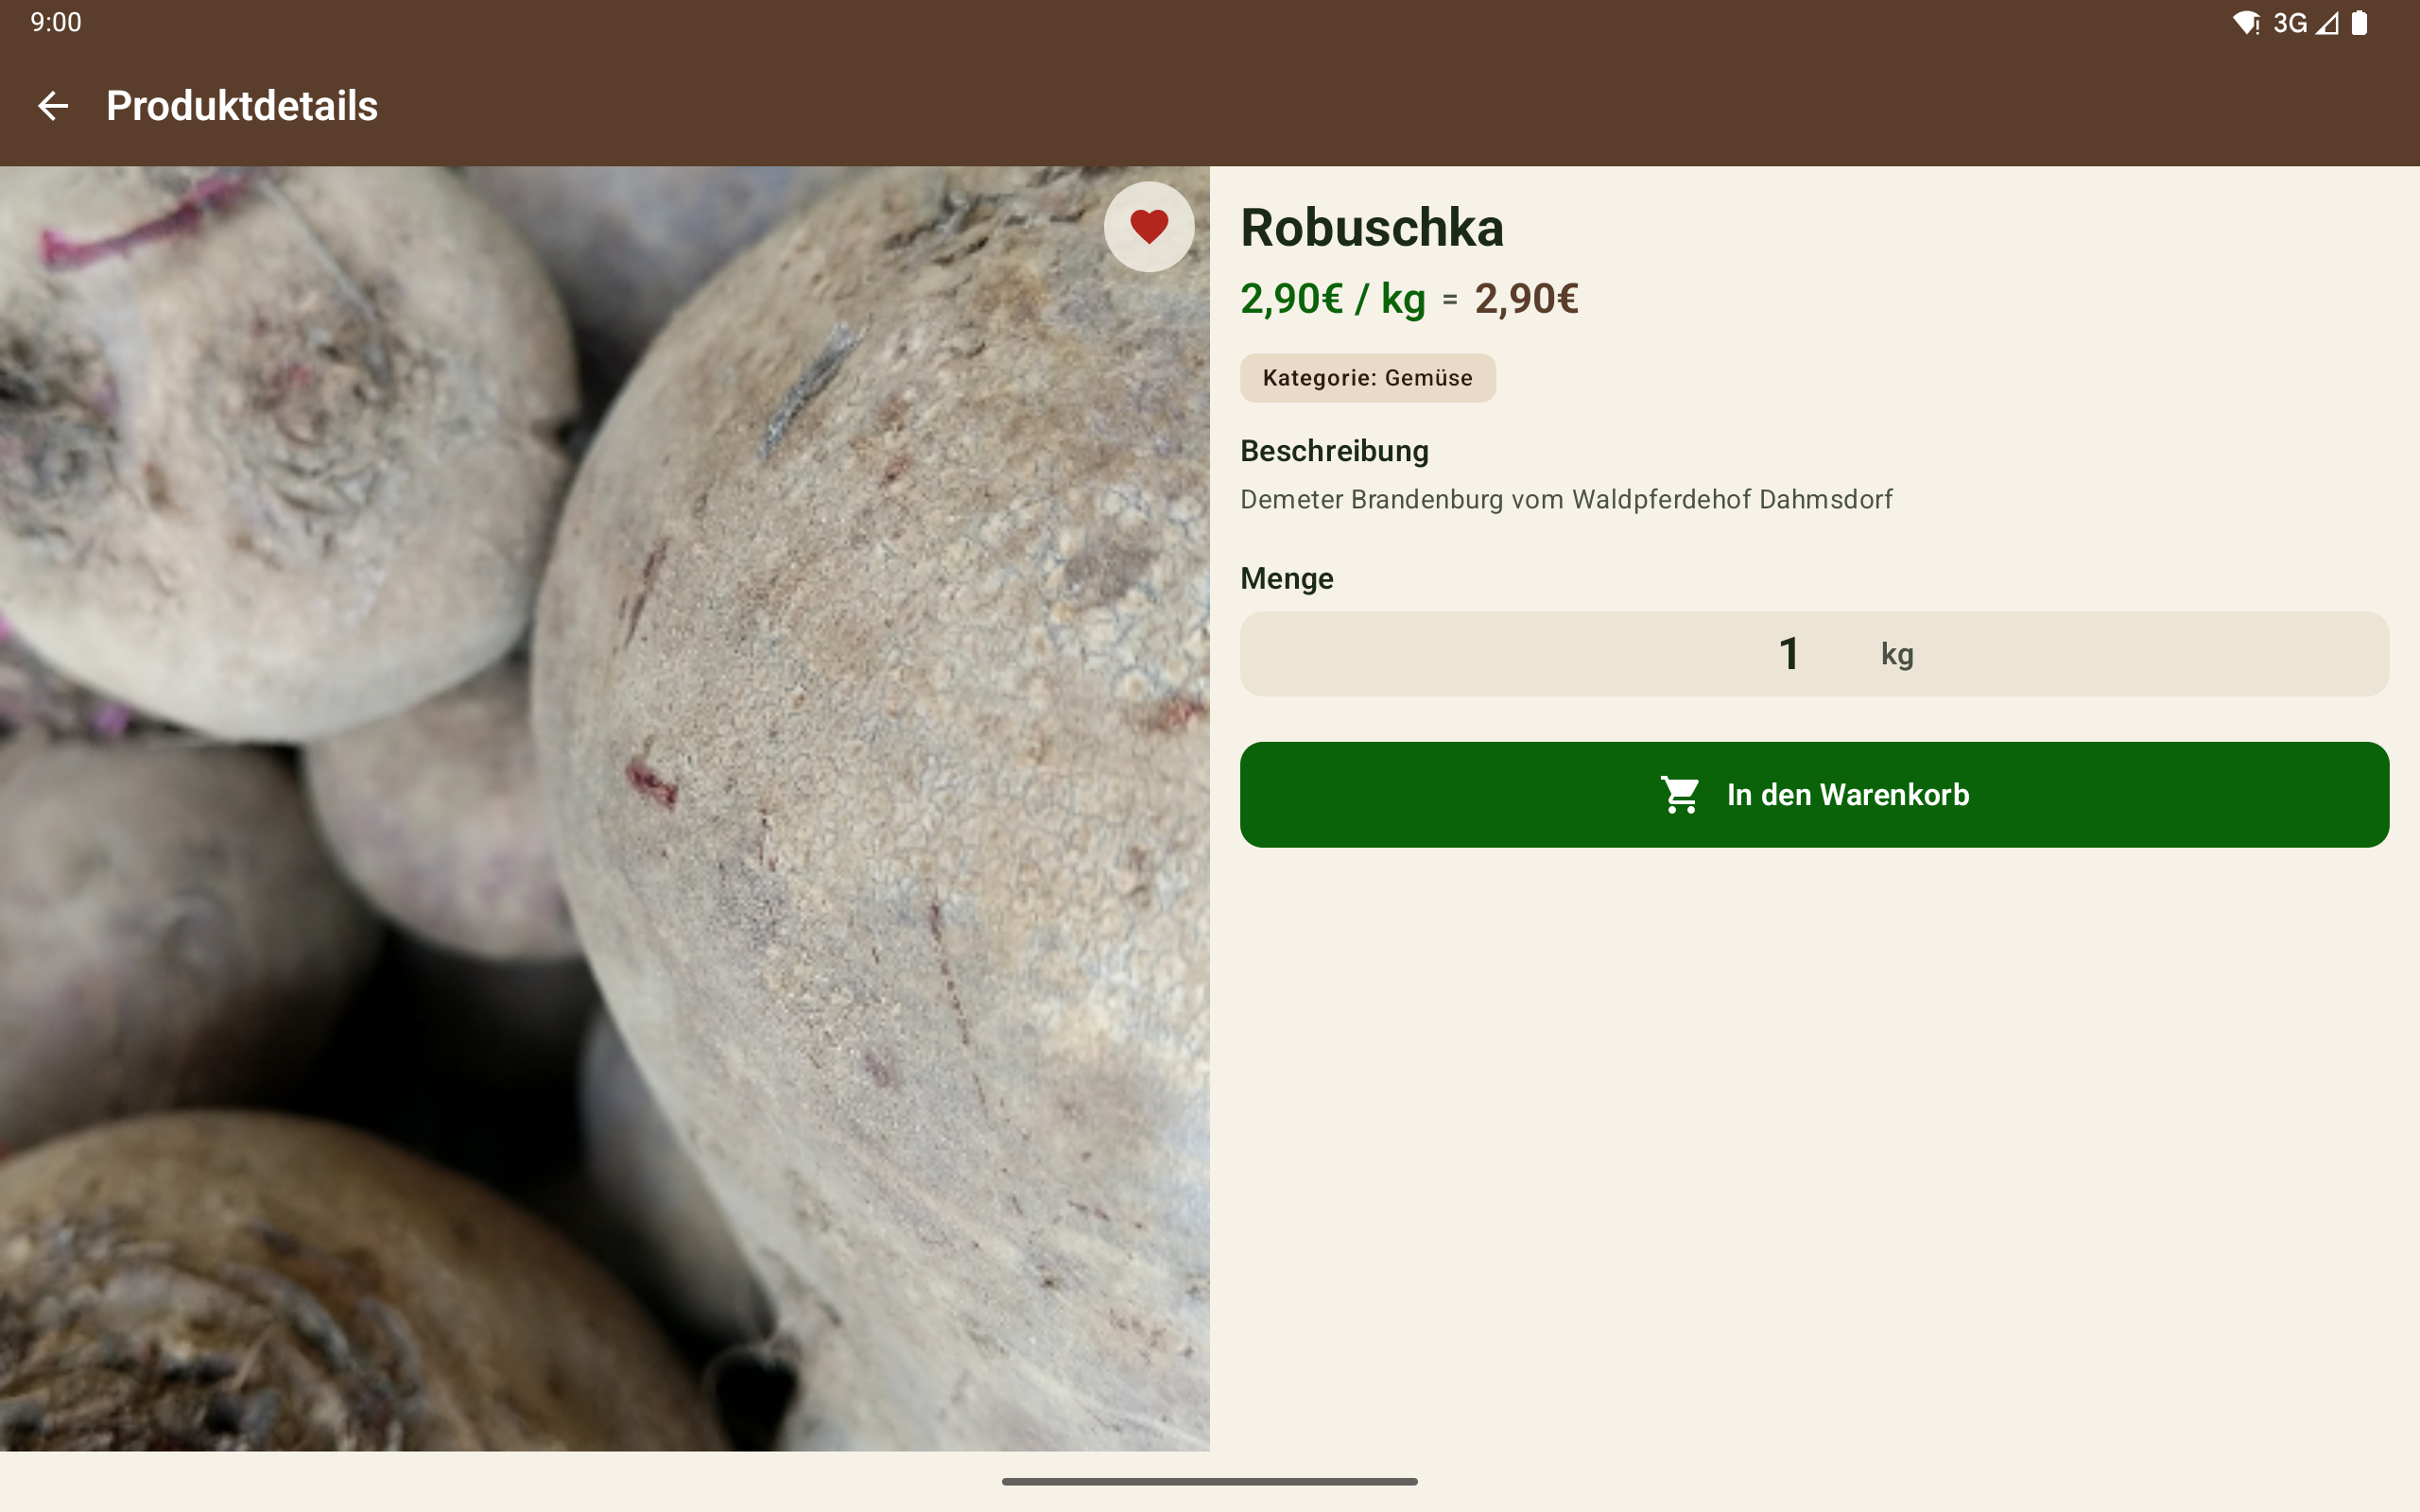 9:00
3G
Produktdetails
Robuschka
2,90€ / kg = 2,90€
Kategorie: Gemüse
Beschreibung
Demeter Brandenburg vom Waldpferdehof Dahmsdorf
Menge
1 kg
In den Warenkorb